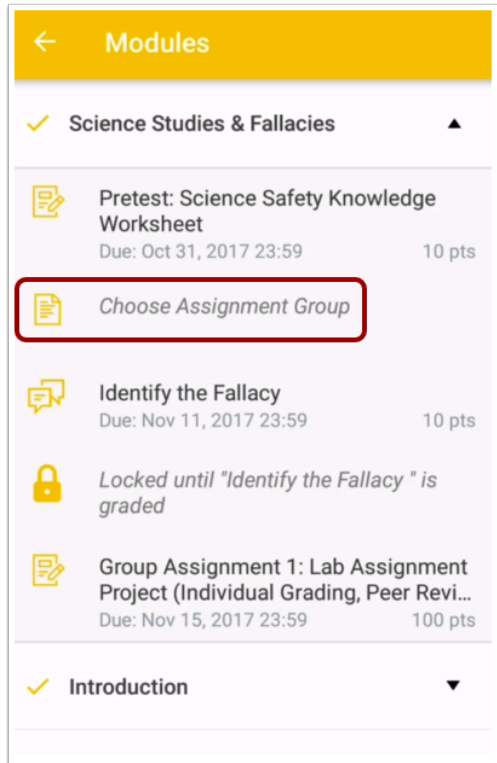 Modules
Science Studies & Fallacies
Pretest: Science Safety Knowledge
Worksheet
Due: Oct 31, 2017 23:59 10 pts
Choose Assignment Group
Identify the Fallacy
Due: Nov 11, 2017 23:59 10 pts
Locked until "Identify the Fallacy " is
graded
Group Assignment 1: Lab Assignment
Project (Individual Grading, Peer Revi...
Due: Nov 15, 2017 23:59 100 pts
Introduction